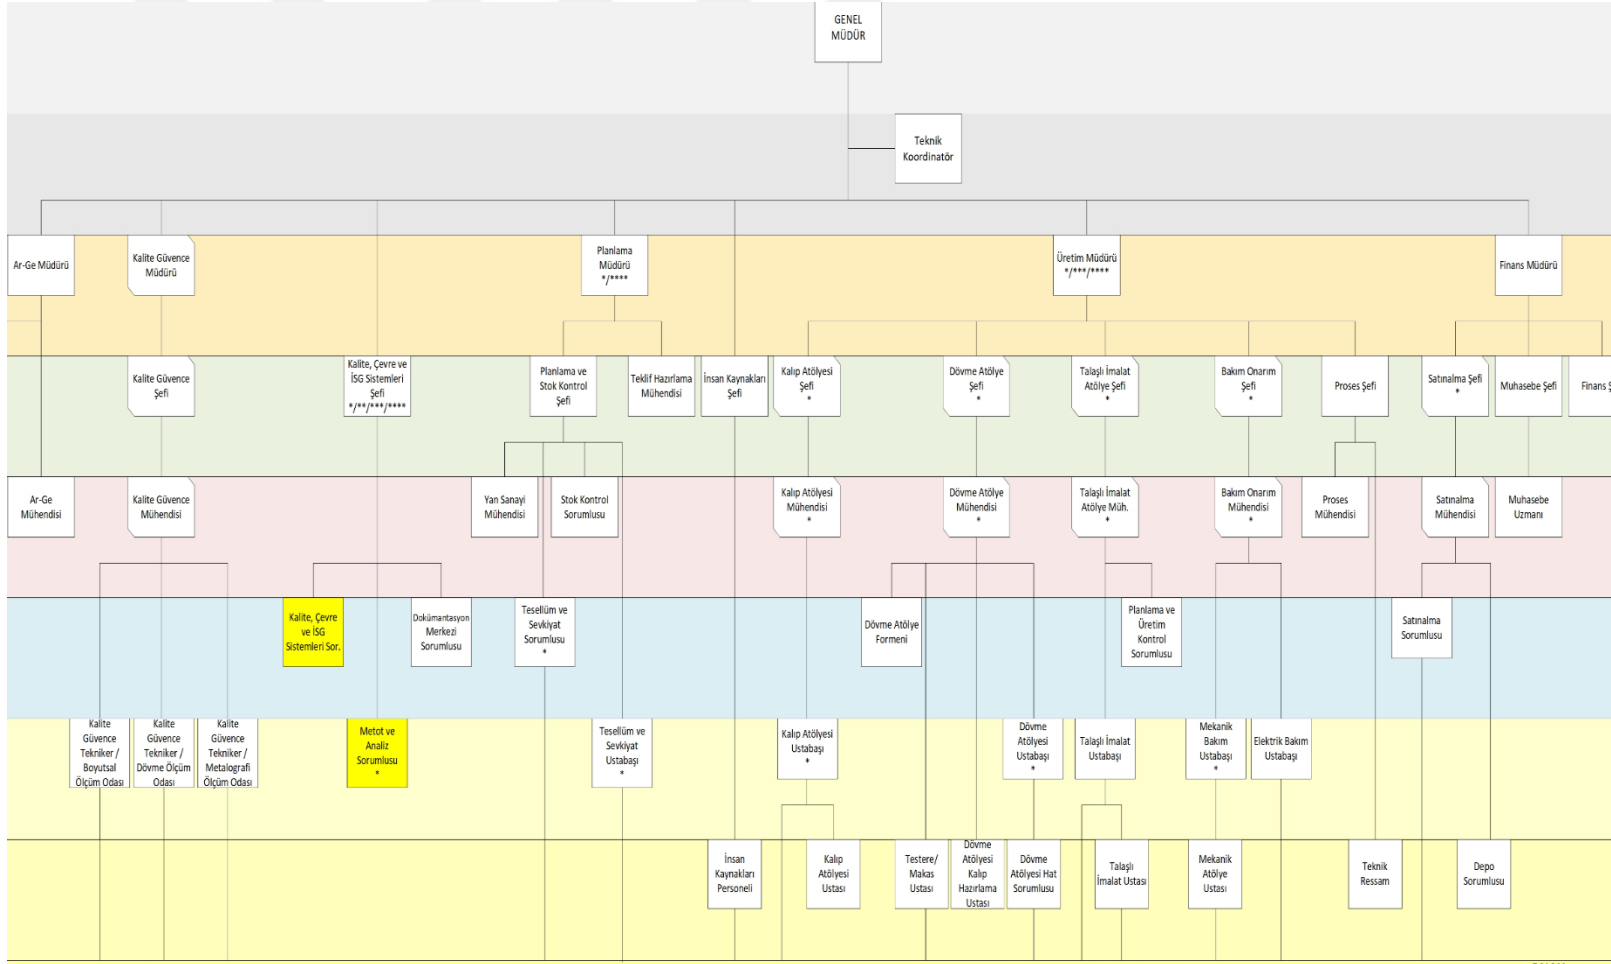 GENEL
MÜDÜR
Teknik
Koordinatör
Ar-Ge Müdürü
Kalite Güvence
Müdürü
Planlama
Müdürü
*/****
Üretim Müdürü
*/***/****
Finans Müdürü
Kalite Güvence
Şefi
Kalite, Çevre ve
İSG Sistemleri
Şefi
*/**/***/****
Planlama ve
Stok Kontrol
Şefi
Teklif Hazırlama
Mühendisi
İnsan Kaynakları
Şefi
Kalıp Atölyesi
Şefi
*
Dövme Atölye
Şefi
*
Talaşlı İmalat
Atölye Şefi
*
Bakım Onarım
Şefi
*
Proses Şefi
Satınalma Şefi
*
Muhasebe Şefi
Finans Ş
Ar-Ge
Mühendisi
Kalite Güvence
Mühendisi
Yan Sanayi
Mühendisi
Stok Kontrol
Sorumlusu
Kalıp Atölyesi
Mühendisi
*
Dövme Atölye
Mühendisi
*
Talaşlı İmalat
Atölye Müh.
*
Bakım Onarım
Mühendisi
*
Proses
Mühendisi
Satınalma
Mühendisi
Muhasebe
Uzmanı
Kalite, Çevre
ve İSG
Sistemleri Sor.
Dokümantasyon
Merkezi
Sorumlusu
Tesellüm ve
Sevkiyat
Sorumlusu
*
Dövme Atölye
Formeni
Planlama ve
Üretim
Kontrol
Sorumlusu
Satınalma
Sorumlusu
Kalite
Güvence
Tekniker /
Boyutsal
Ölçüm Odası
Kalite
Güvence
Tekniker /
Dövme Ölçüm
Odası
Kalite
Güvence
Tekniker /
Metalografi
Ölçüm Odası
Metot ve
Analiz
Sorumlusu
*
Tesellüm ve
Sevkiyat
Ustabaşı
*
Kalıp Atölyesi
Ustabaşı
*
Dövme
Atölyesi
Ustabaşı
*
Talaşlı İmalat
Ustabaşı
Mekanik
Bakım
Ustabaşı
*
Elektrik Bakım
Ustabaşı
İnsan
Kaynakları
Personeli
Kalıp
Atölyesi
Ustası
Testere/
Makas
Ustası
Dövme
Atölyesi
Kalıp
Hazırlama
Ustası
Dövme
Atölyesi Hat
Sorumlusu
Talaşlı
İmalat Ustası
Mekanik
Atölye
Ustası
Teknik
Ressam
Depo
Sorumlusu